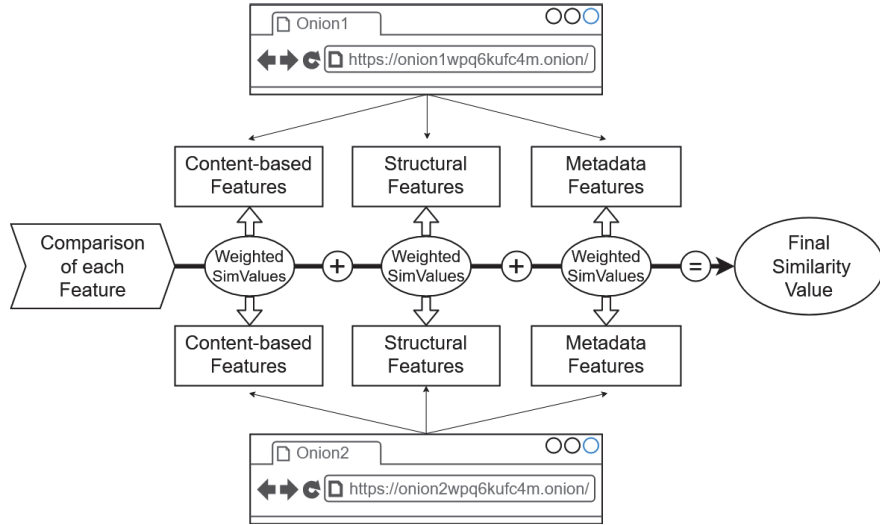 Onion1
https://onion1wpq6kufc4m.onion/
Content-based
Features
Structural
Features
Metadata
Features
Comparison
of each
Feature
Weighted
SimValues
+
Weighted
SimValues
+
Weighted
SimValues
=
Final
Similarity
Value
Content-based
Features
Structural
Features
Metadata
Features
Onion2
https://onion2wpq6kufc4m.onion/